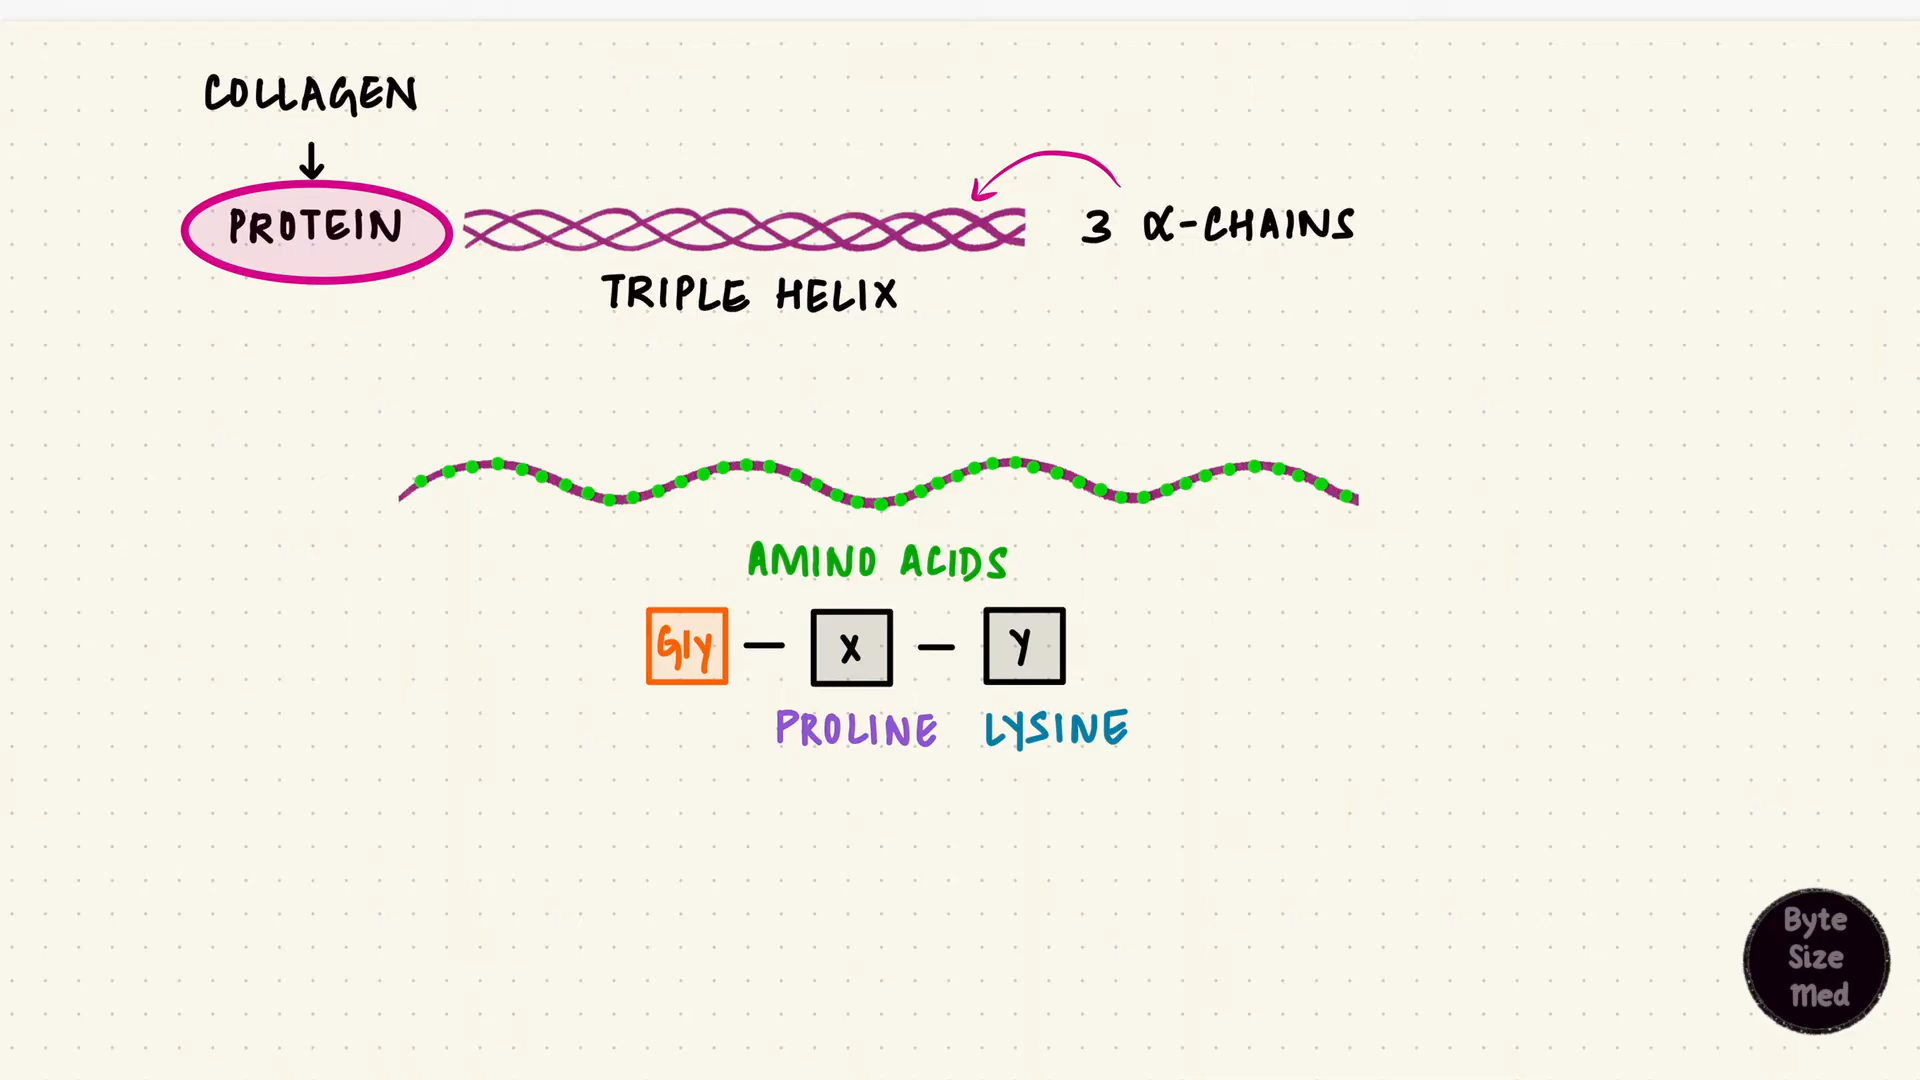 COLLAGEN
PROTEIN
3 α-CHAINS
TRIPLE HELIX
AMINO ACIDS
Gly - X - Y
PROLINE LYSINE
Byte
Size
Med